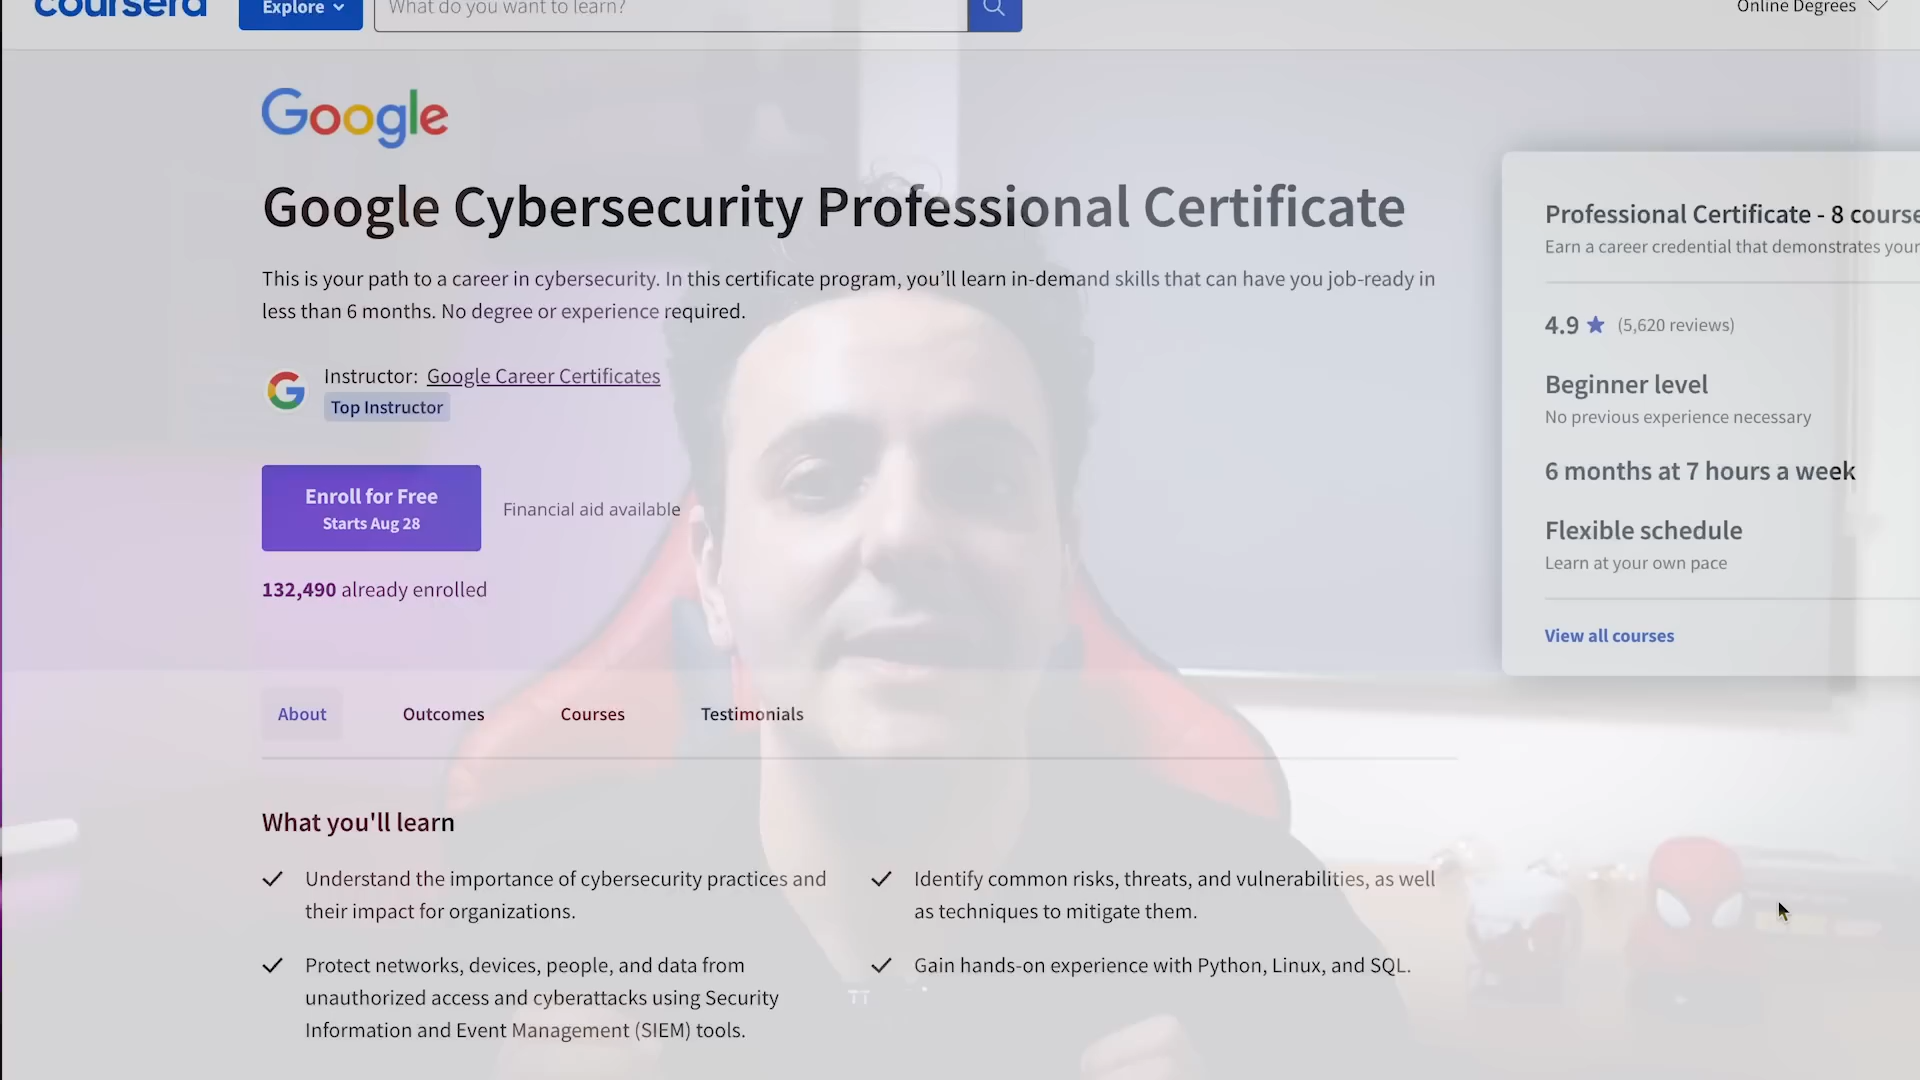 coursera
Explore
What do you want to learn?
Online Degrees
Google
Google Cybersecurity Professional Certificate
This is your path to a career in cybersecurity. In this certificate program, you’ll learn in-demand skills that can have you job-ready in
less than 6 months. No degree or experience required.
Instructor: Google Career Certificates
Top Instructor
Enroll for Free
Starts Aug 28
Financial aid available
132,490 already enrolled
Professional Certificate - 8 course
Earn a career credential that demonstrates your
4.9 ★ (5,620 reviews)
Beginner level
No previous experience necessary
6 months at 7 hours a week
Flexible schedule
Learn at your own pace
View all courses
About
Outcomes
Courses
Testimonials
What you'll learn
Understand the importance of cybersecurity practices and
their impact for organizations.
Protect networks, devices, people, and data from
unauthorized access and cyberattacks using Security
Information and Event Management (SIEM) tools.
Identify common risks, threats, and vulnerabilities, as well
as techniques to mitigate them.
Gain hands-on experience with Python, Linux, and SQL.